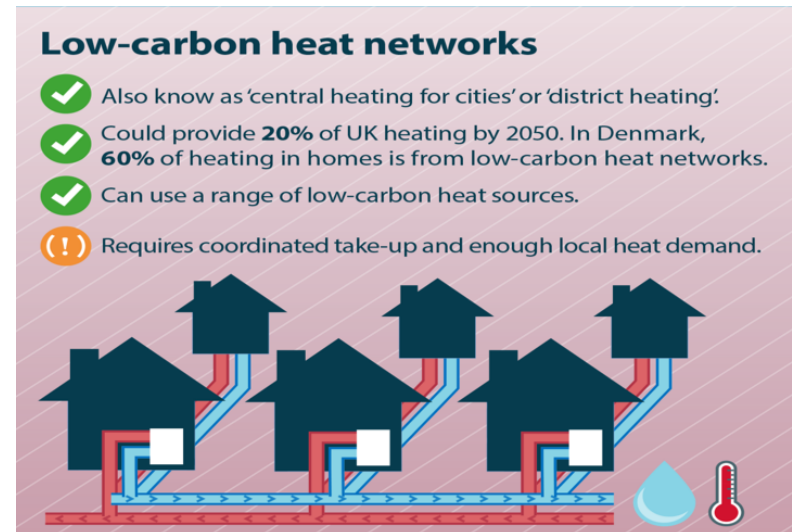 Low-carbon heat networks
Also know as ‘central heating for cities’ or ‘district heating’.
Could provide 20% of UK heating by 2050. In Denmark,
60% of heating in homes is from low-carbon heat networks.
Can use a range of low-carbon heat sources.
(!) Requires coordinated take-up and enough local heat demand.